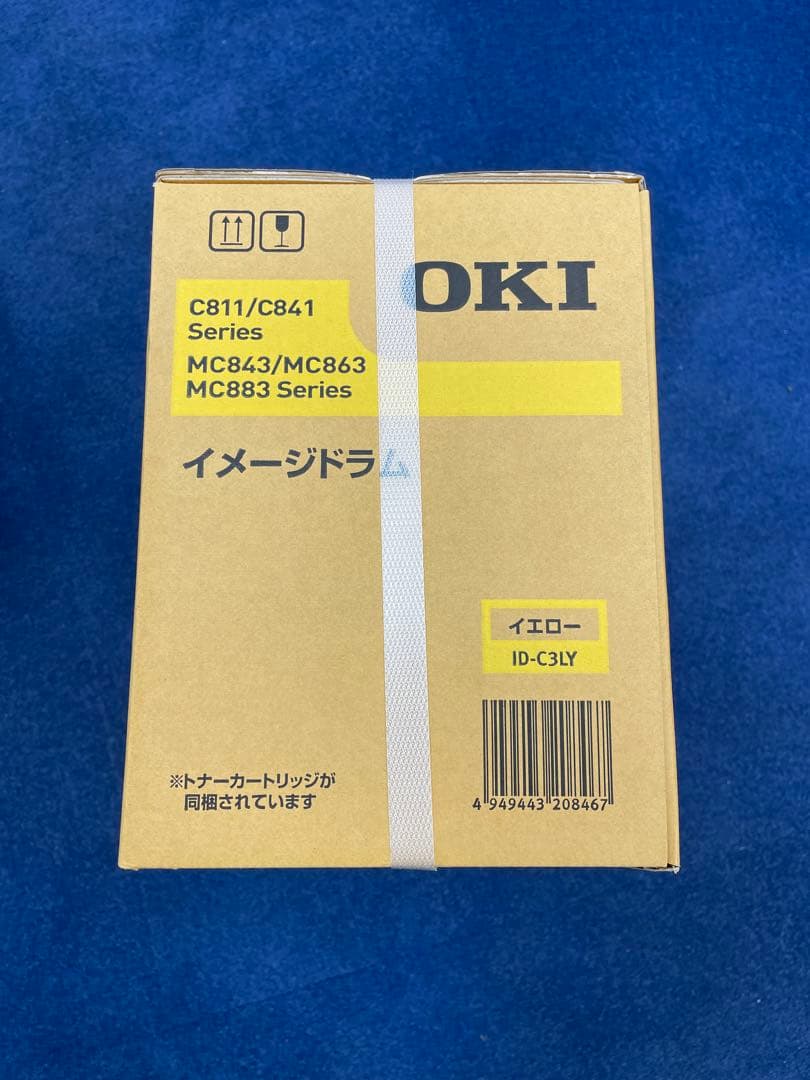 OKI
C811/C841
Series
MC843/MC863
MC883 Series
イメージドラム
イエロー
ID-C3LY
4 949443 208467
※トナーカートリッジが
同梱されています